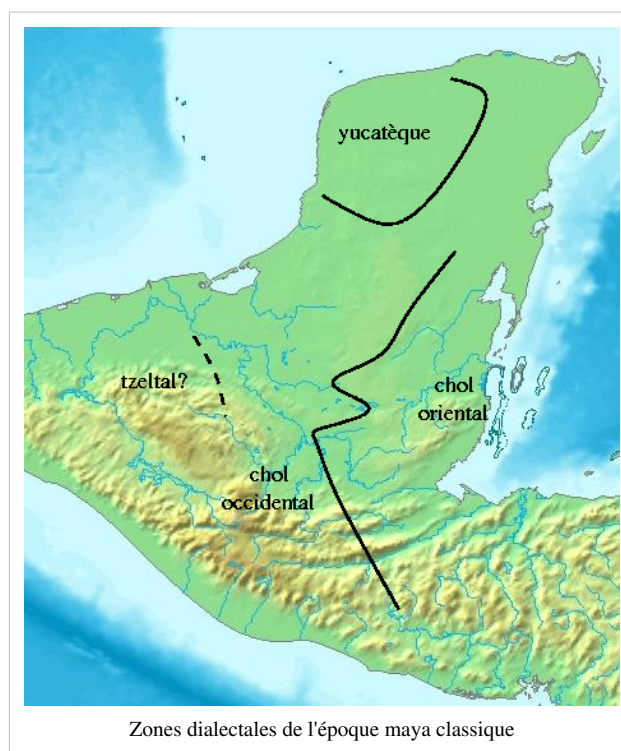 yucatèque
tzeltal?
chol
oriental
chol
occidental
Zones dialectales de l'époque maya classique